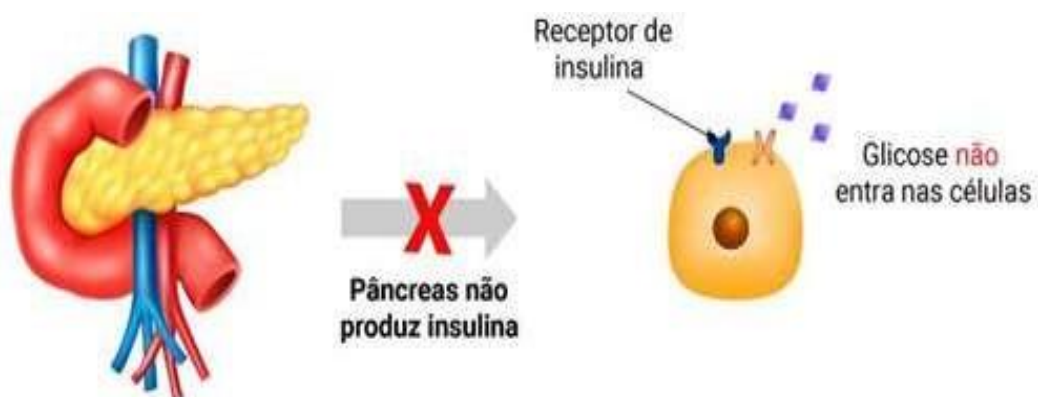 Receptor de
insulina
Glicose não
entra nas células
X
Pâncreas não
produz insulina